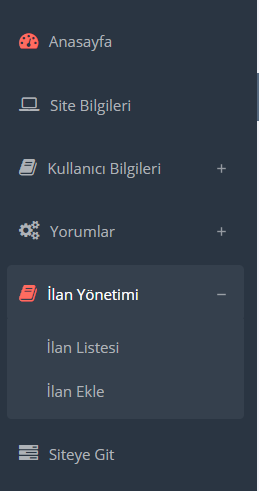 Anasayfa
Site Bilgileri
Kullanıcı Bilgileri +
Yorumlar +
İlan Yönetimi −
İlan Listesi
İlan Ekle
Siteye Git